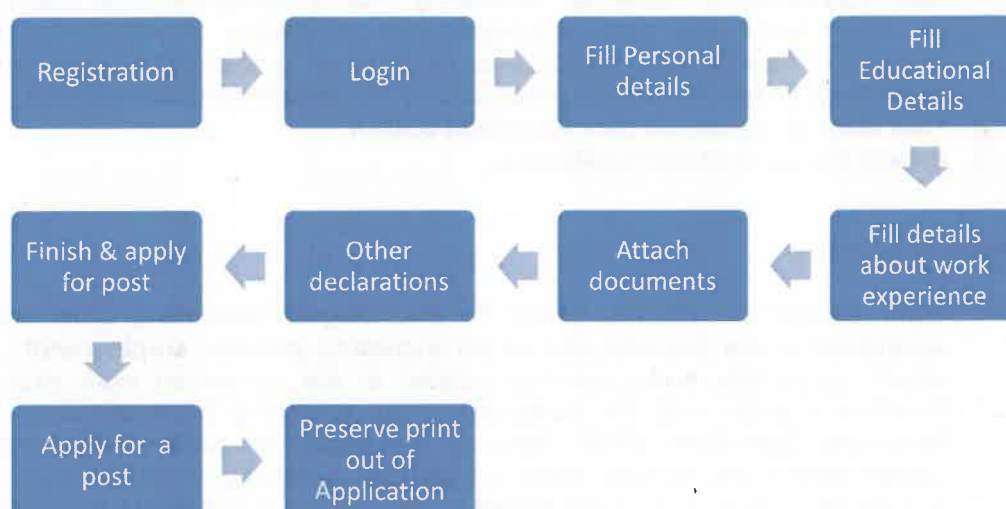 Registration
Login
Fill Personal
details
Fill
Educational
Details
Fill details
about work
experience
Attach
documents
Other
declarations
Finish & apply
for post
Apply for a
post
Preserve print
out of
Application